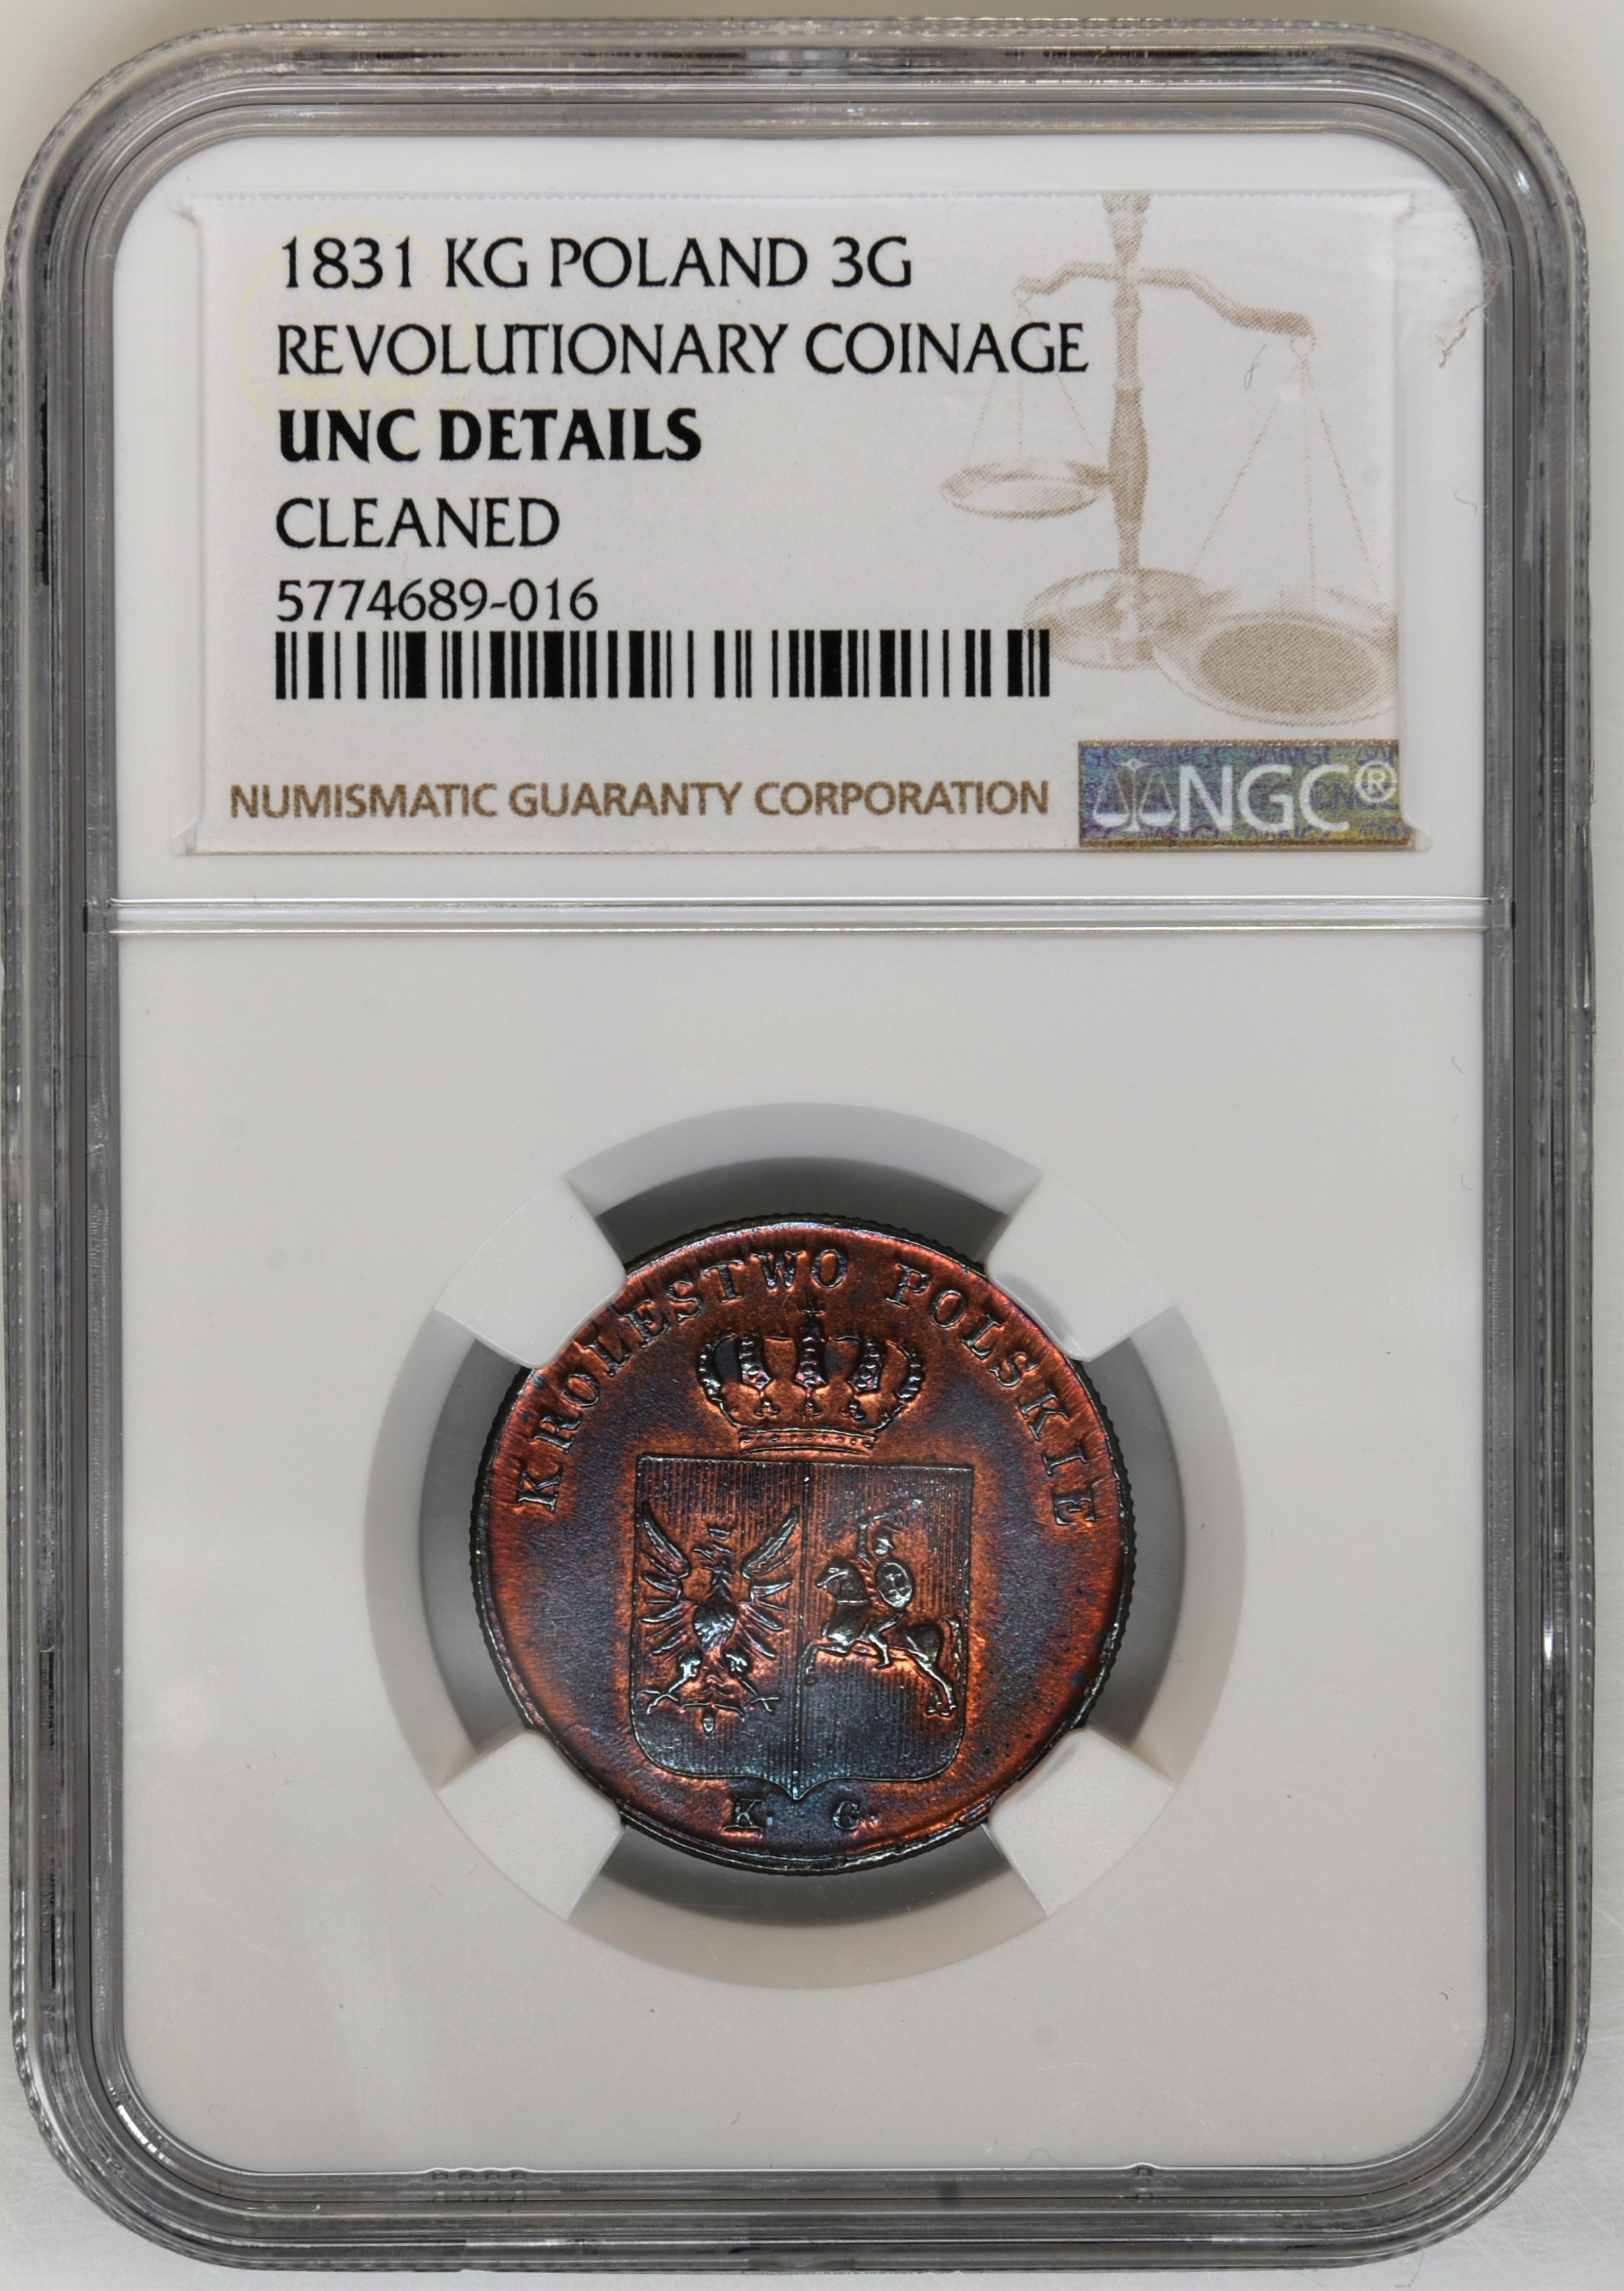 1831 KG POLAND 3G
REVOLUTIONARY COINAGE
UNC DETAILS
CLEANED
5774689-016
NUMISMATIC GUARANTY CORPORATION
NGC®
KROLESTWO POLSKIE
K. G.